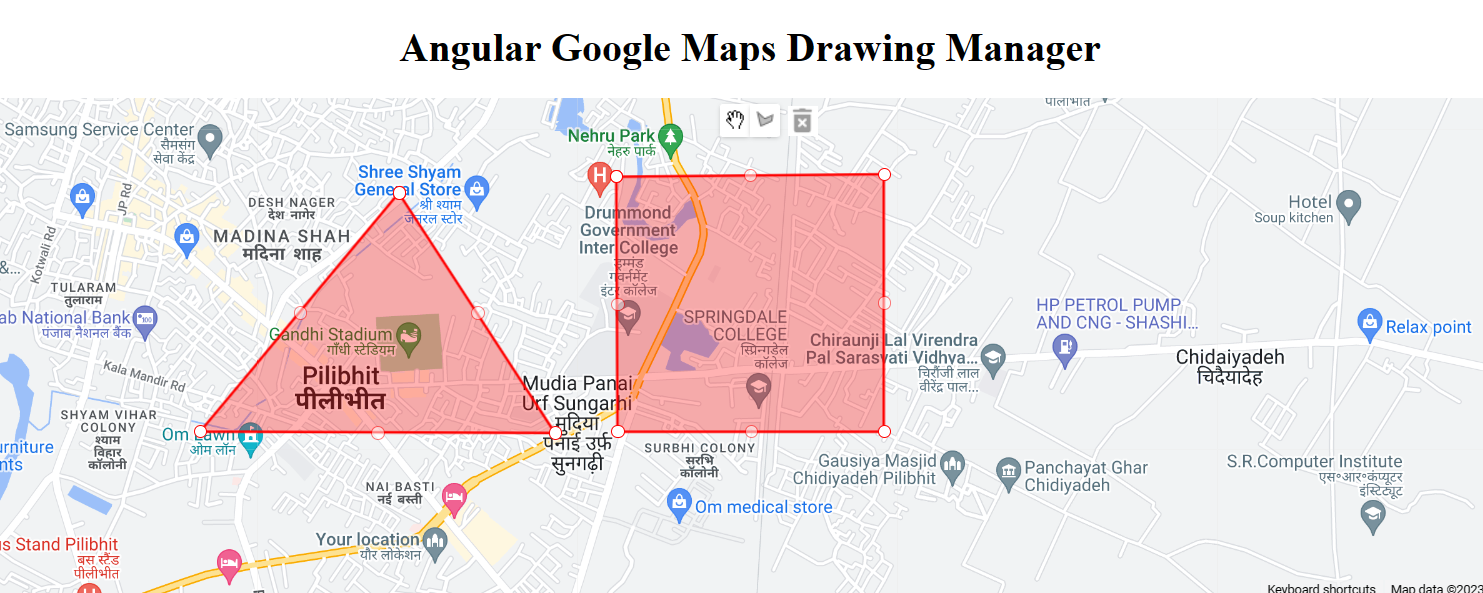 Angular Google Maps Drawing Manager
पीलीभीत
Samsung Service Center
सैमसंग
सेवा केंद्र
Nehru Park
नेहरु पार्क
Shree Shyam
General Store
श्री श्याम
जनरल स्टोर
JP Rd
DESH NAGER
देश नागेर
Hotel
Soup kitchen
Drummond
Government
Inter College
गवर्नमेंट
इंटर कॉलेज
MADINA SHAH
मदिना शाह
Kotwali Rd
&...
TULARAM
तुलाराम
ab National Bank
पंजाब नैशनल बैंक
HP PETROL PUMP
AND CNG - SHASHI...
SPRINGDALE
COLLEGE
स्प्रिन्गडेल
कॉलेज
Relax point
Gandhi Stadium
गाँधी स्टेडियम
Chiraunji Lal Virendra
Pal Sarasvati Vidhya...
चिरौंजी लाल
वीरेंद्र पाल...
Chidaiyadeh
चिदैयादेह
Kala Mandir Rd
Pilibhit
पीलीभीत
Mudia Panai
Urf Sungarhi
मुदिया
पनाई उर्फ़
सुनगढ़ी
SHYAM VIHAR
COLONY
श्याम
विहार
कॉलोनी
Om Lawn
ओम लॉन
urniture
nts
SURBHI COLONY
सरभि
कॉलोनी
Gausiya Masjid
Chidiyadeh Pilibhit
Panchayat Ghar
Chidiyadeh
S.R.Computer Institute
एस॰आर॰कंप्यूटर
इंस्टिट्यूट
NAI BASTI
नई बस्ती
Om medical store
Your location
यौर लोकेशन
us Stand Pilibhit
बस स्टैंड
पीलीभीत
Keyboard shortcuts
Map data ©2023